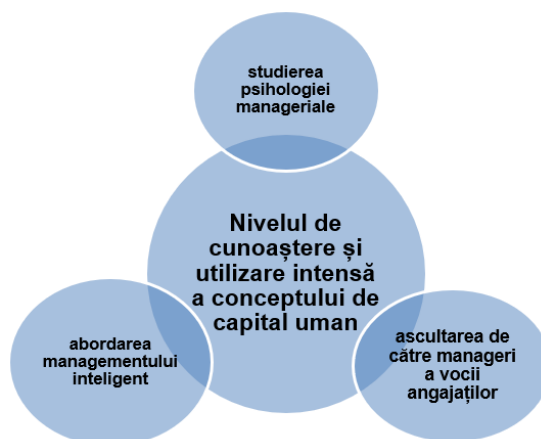 studierea
psihologiei
manageriale
Nivelul de
cunoaștere și
utilizare intensă
a conceptului de
capital uman
abordarea
managementului
inteligent
ascultarea de
către manageri
a vocii
angajaților